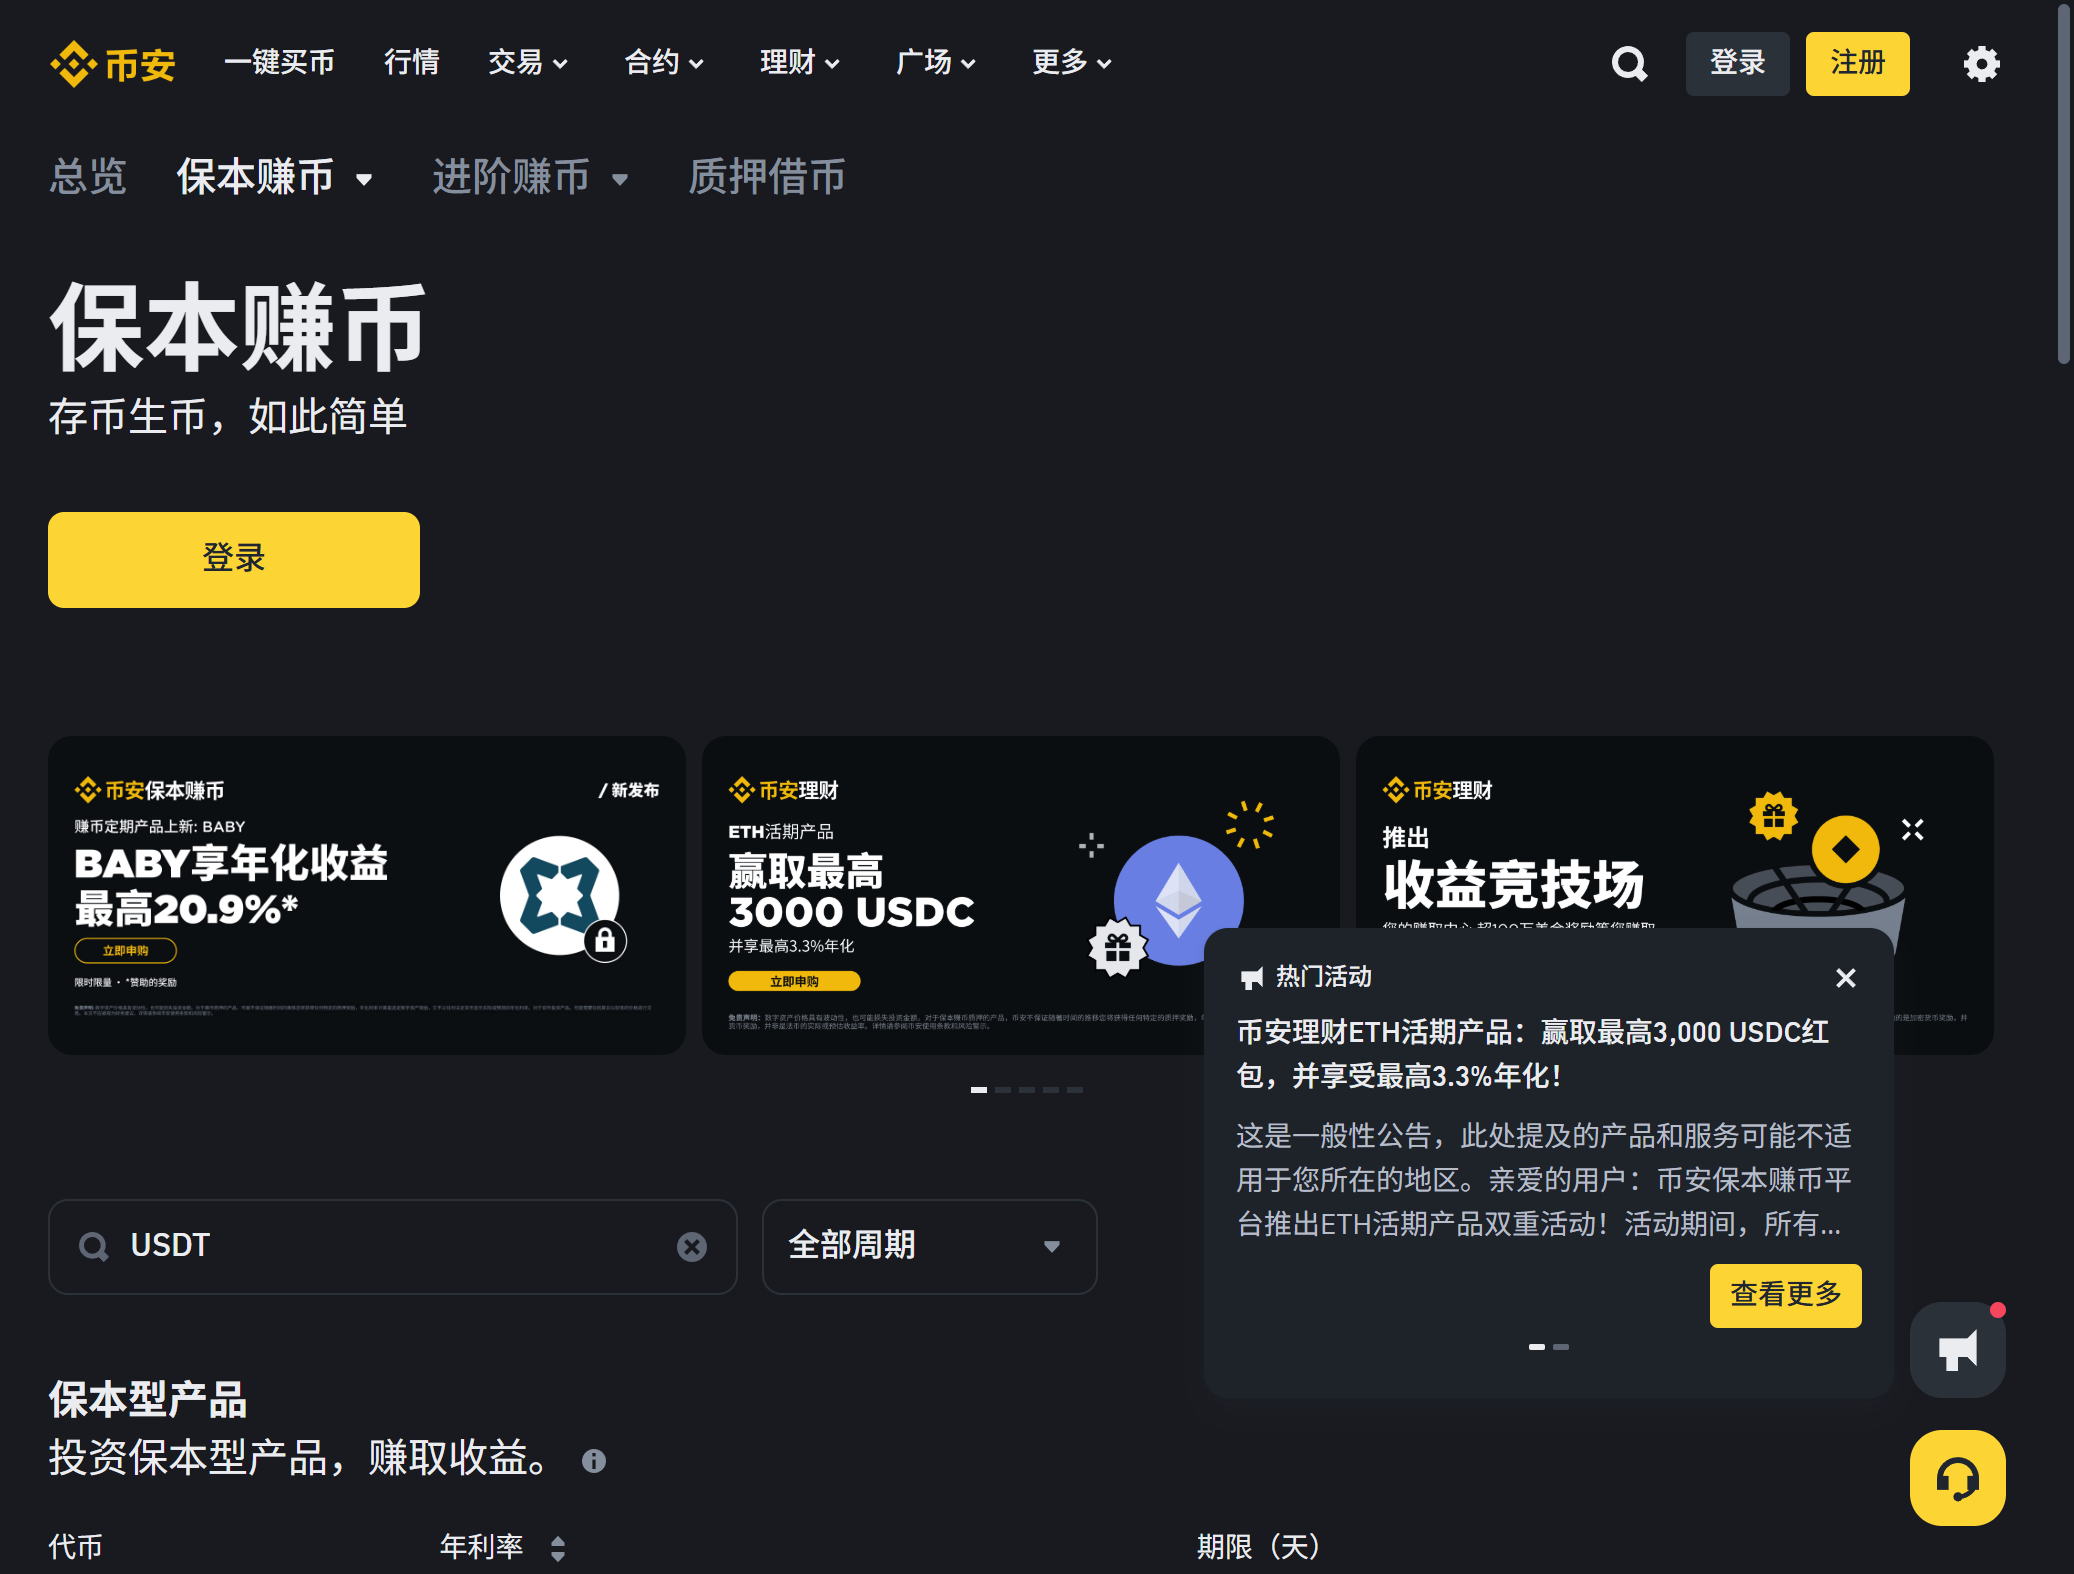 币安 一键买币 行情 交易 合约 理财 广场 更多 登录 注册
总览 保本赚币 进阶赚币 质押借币
保本赚币
存币生币，如此简单
登录
币安保本赚币 / 新发布
赚币定期产品上新: BABY
BABY享年化收益
最高20.9%*
立即申购
限时限量 · *赞助的奖励
币安理财
ETH活期产品
赢取最高
3000 USDC
并享最高3.3%年化
立即申购
币安理财
推出
收益竞技场
热门活动
币安理财ETH活期产品：赢取最高3,000 USDC红
包，并享受最高3.3%年化！
这是一般性公告，此处提及的产品和服务可能不适
用于您所在的地区。亲爱的用户：币安保本赚币平
台推出ETH活期产品双重活动！活动期间，所有...
查看更多
USDT 全部周期
保本型产品
投资保本型产品，赚取收益。
代币 年利率 期限（天）